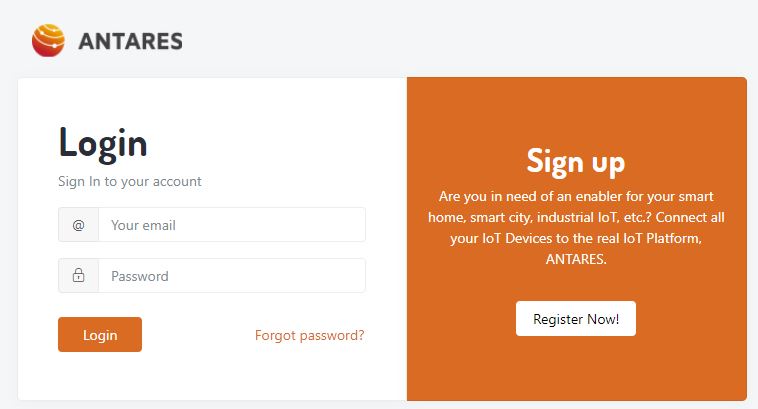 ANTARES
Login
Sign In to your account
@ Your email
Password
Login
Forgot password?
Sign up
Are you in need of an enabler for your smart
home, smart city, industrial IoT, etc.? Connect all
your IoT Devices to the real IoT Platform,
ANTARES.
Register Now!